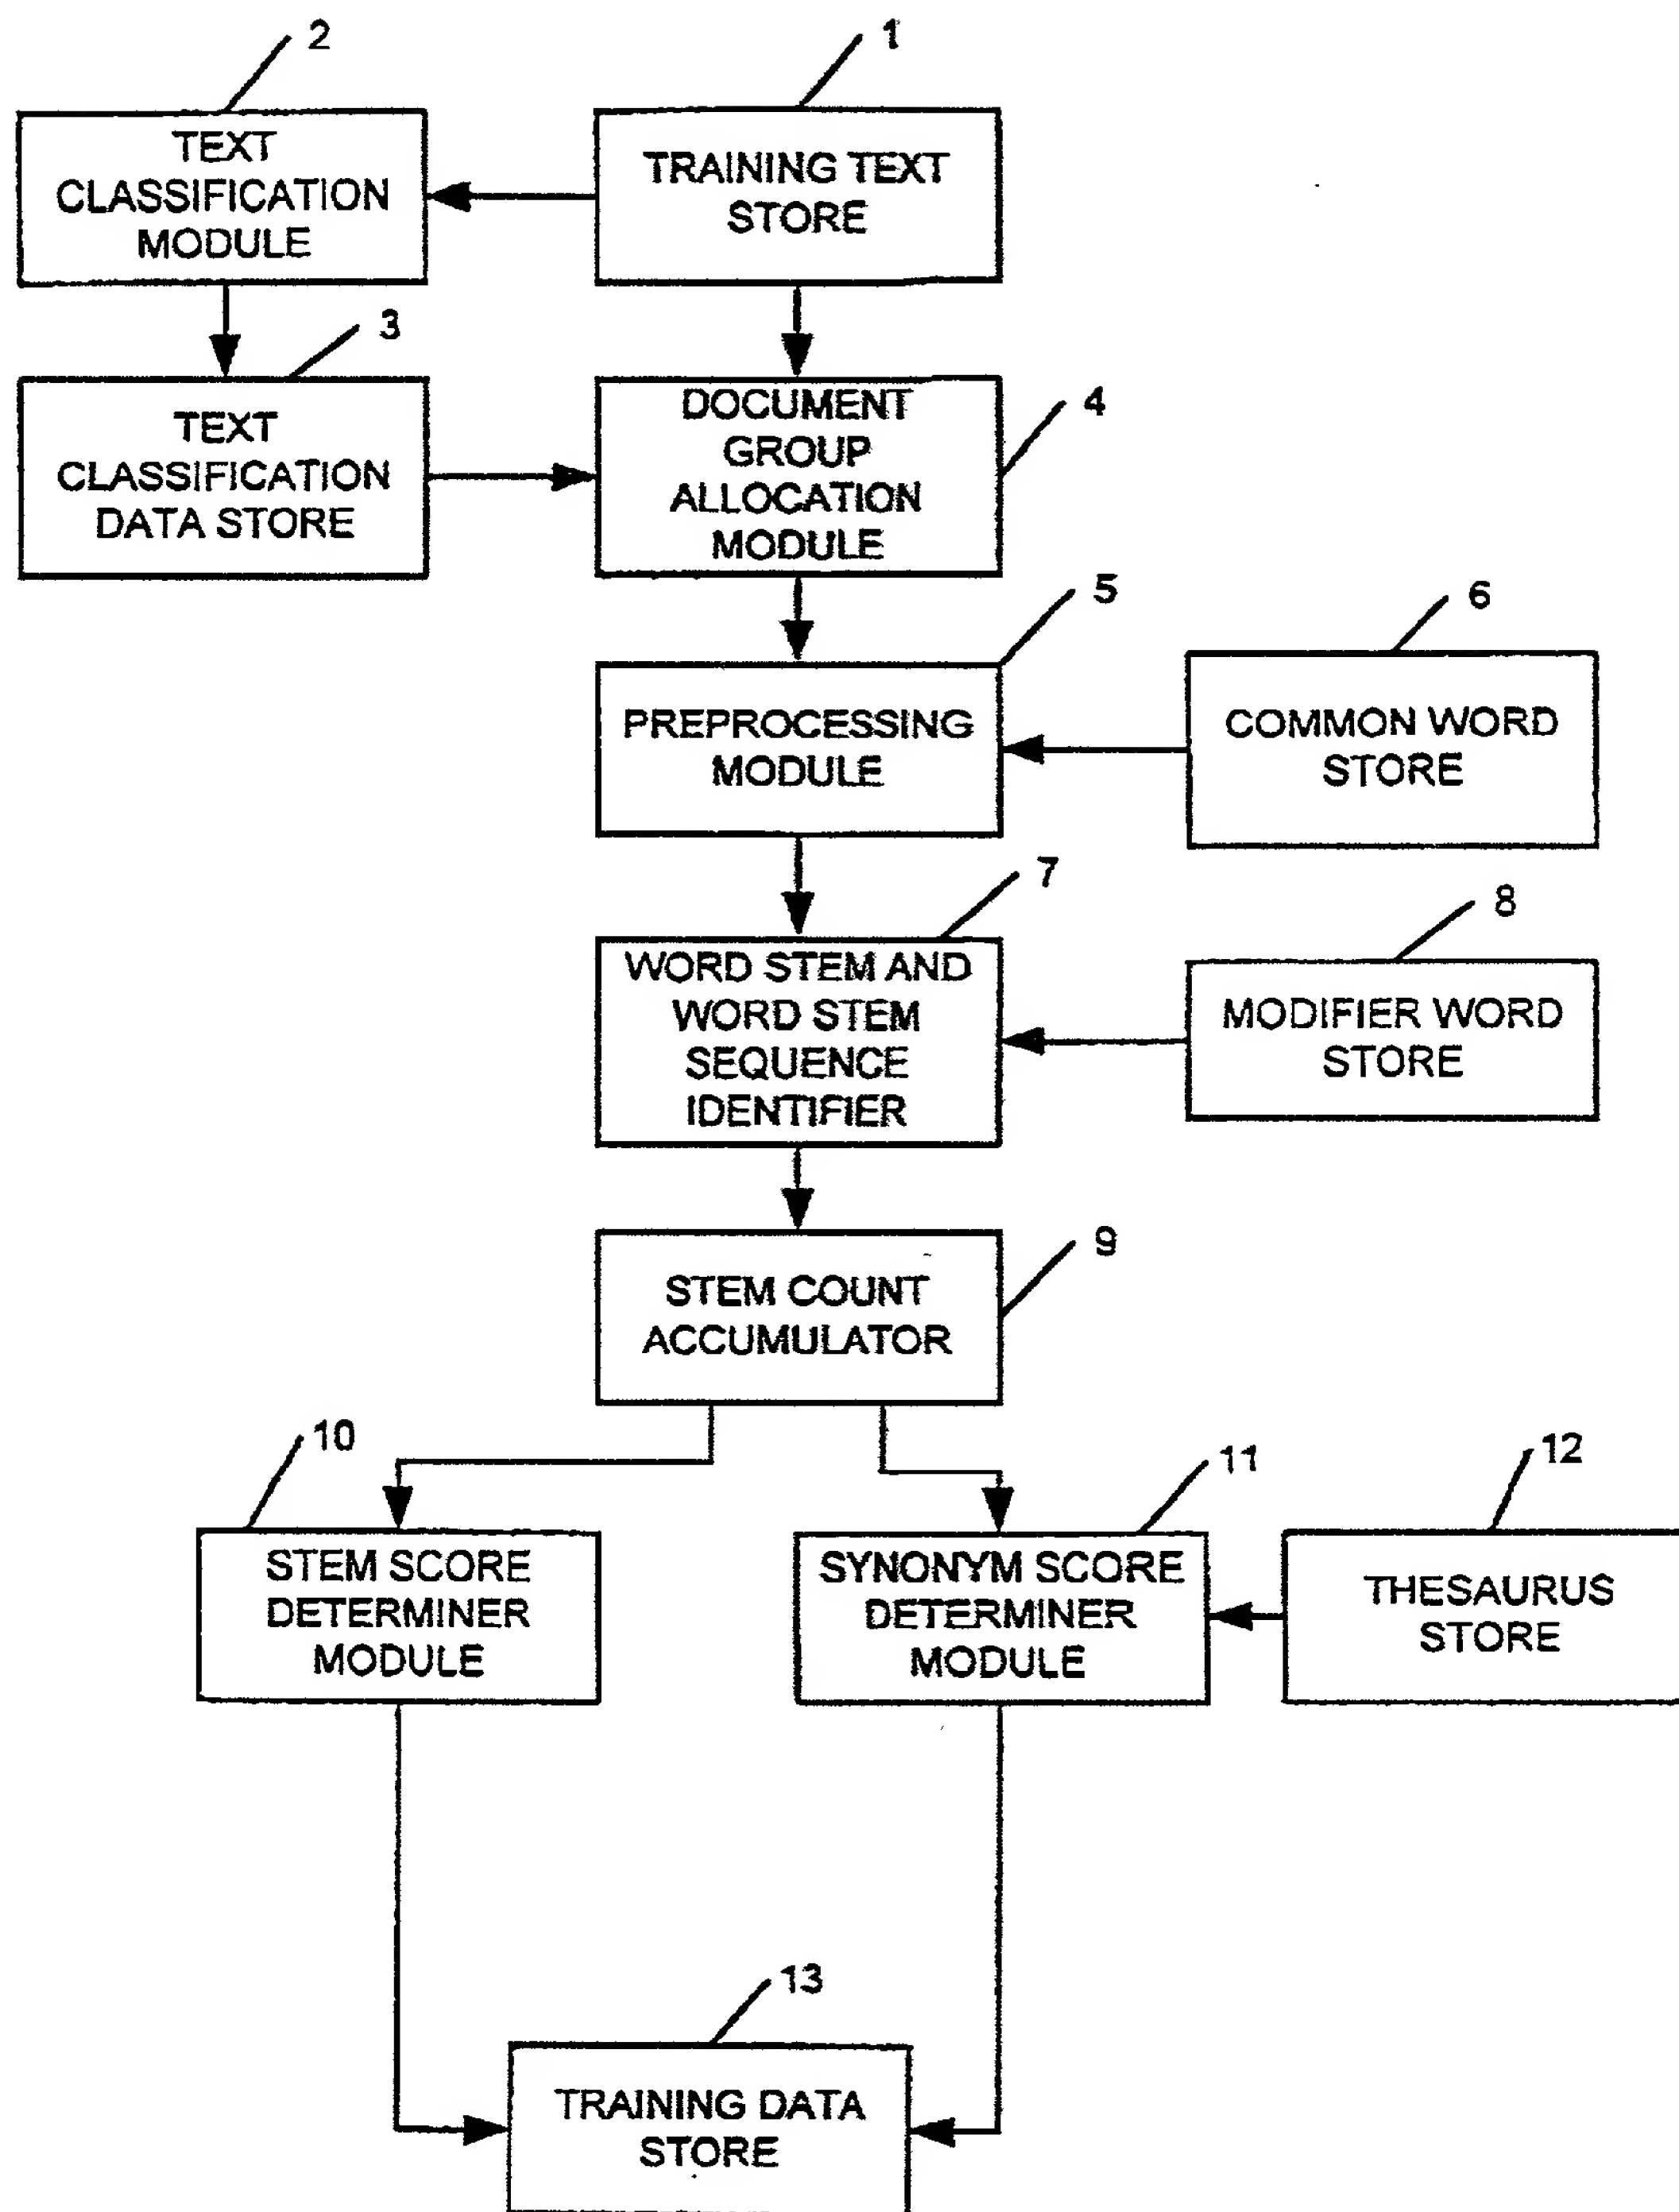 2
1
TEXT
CLASSIFICATION
MODULE
TRAINING TEXT
STORE
3
TEXT
CLASSIFICATION
DATA STORE
4
DOCUMENT
GROUP
ALLOCATION
MODULE
5
PREPROCESSING
MODULE
6
COMMON WORD
STORE
7
WORD STEM AND
WORD STEM
SEQUENCE
IDENTIFIER
8
MODIFIER WORD
STORE
9
STEM COUNT
ACCUMULATOR
10
STEM SCORE
DETERMINER
MODULE
11
SYNONYM SCORE
DETERMINER
MODULE
12
THESAURUS
STORE
13
TRAINING DATA
STORE